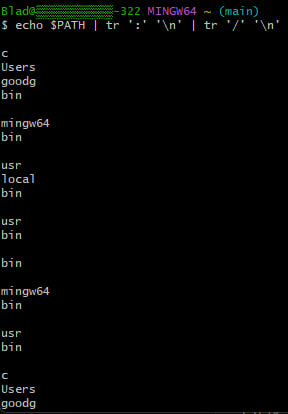 Blad@▒▒▒▒▒▒▒▒▒▒▒-322 MINGW64 ~ (main)
$ echo $PATH | tr ':' '\n' | tr '/' '\n'

c
Users
goodg
bin

mingw64
bin

usr
local
bin

usr
bin

bin

mingw64
bin

usr
bin

c
Users
goodg